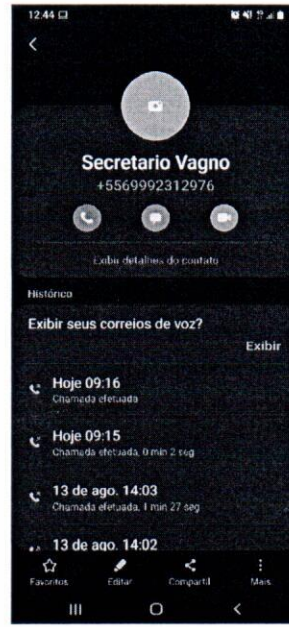 12:44
Secretario Vagno
+5569992312976
Exibir detalhes do contato
Histórico
Exibir seus correios de voz?
Exibir
Hoje 09:16
Chamada efetuada
Hoje 09:15
Chamada efetuada, 0 min 2 seg
13 de ago. 14:03
Chamada efetuada, 1 min 27 seg
13 de ago. 14:02
Favoritos
Editar
Compartil
Mais